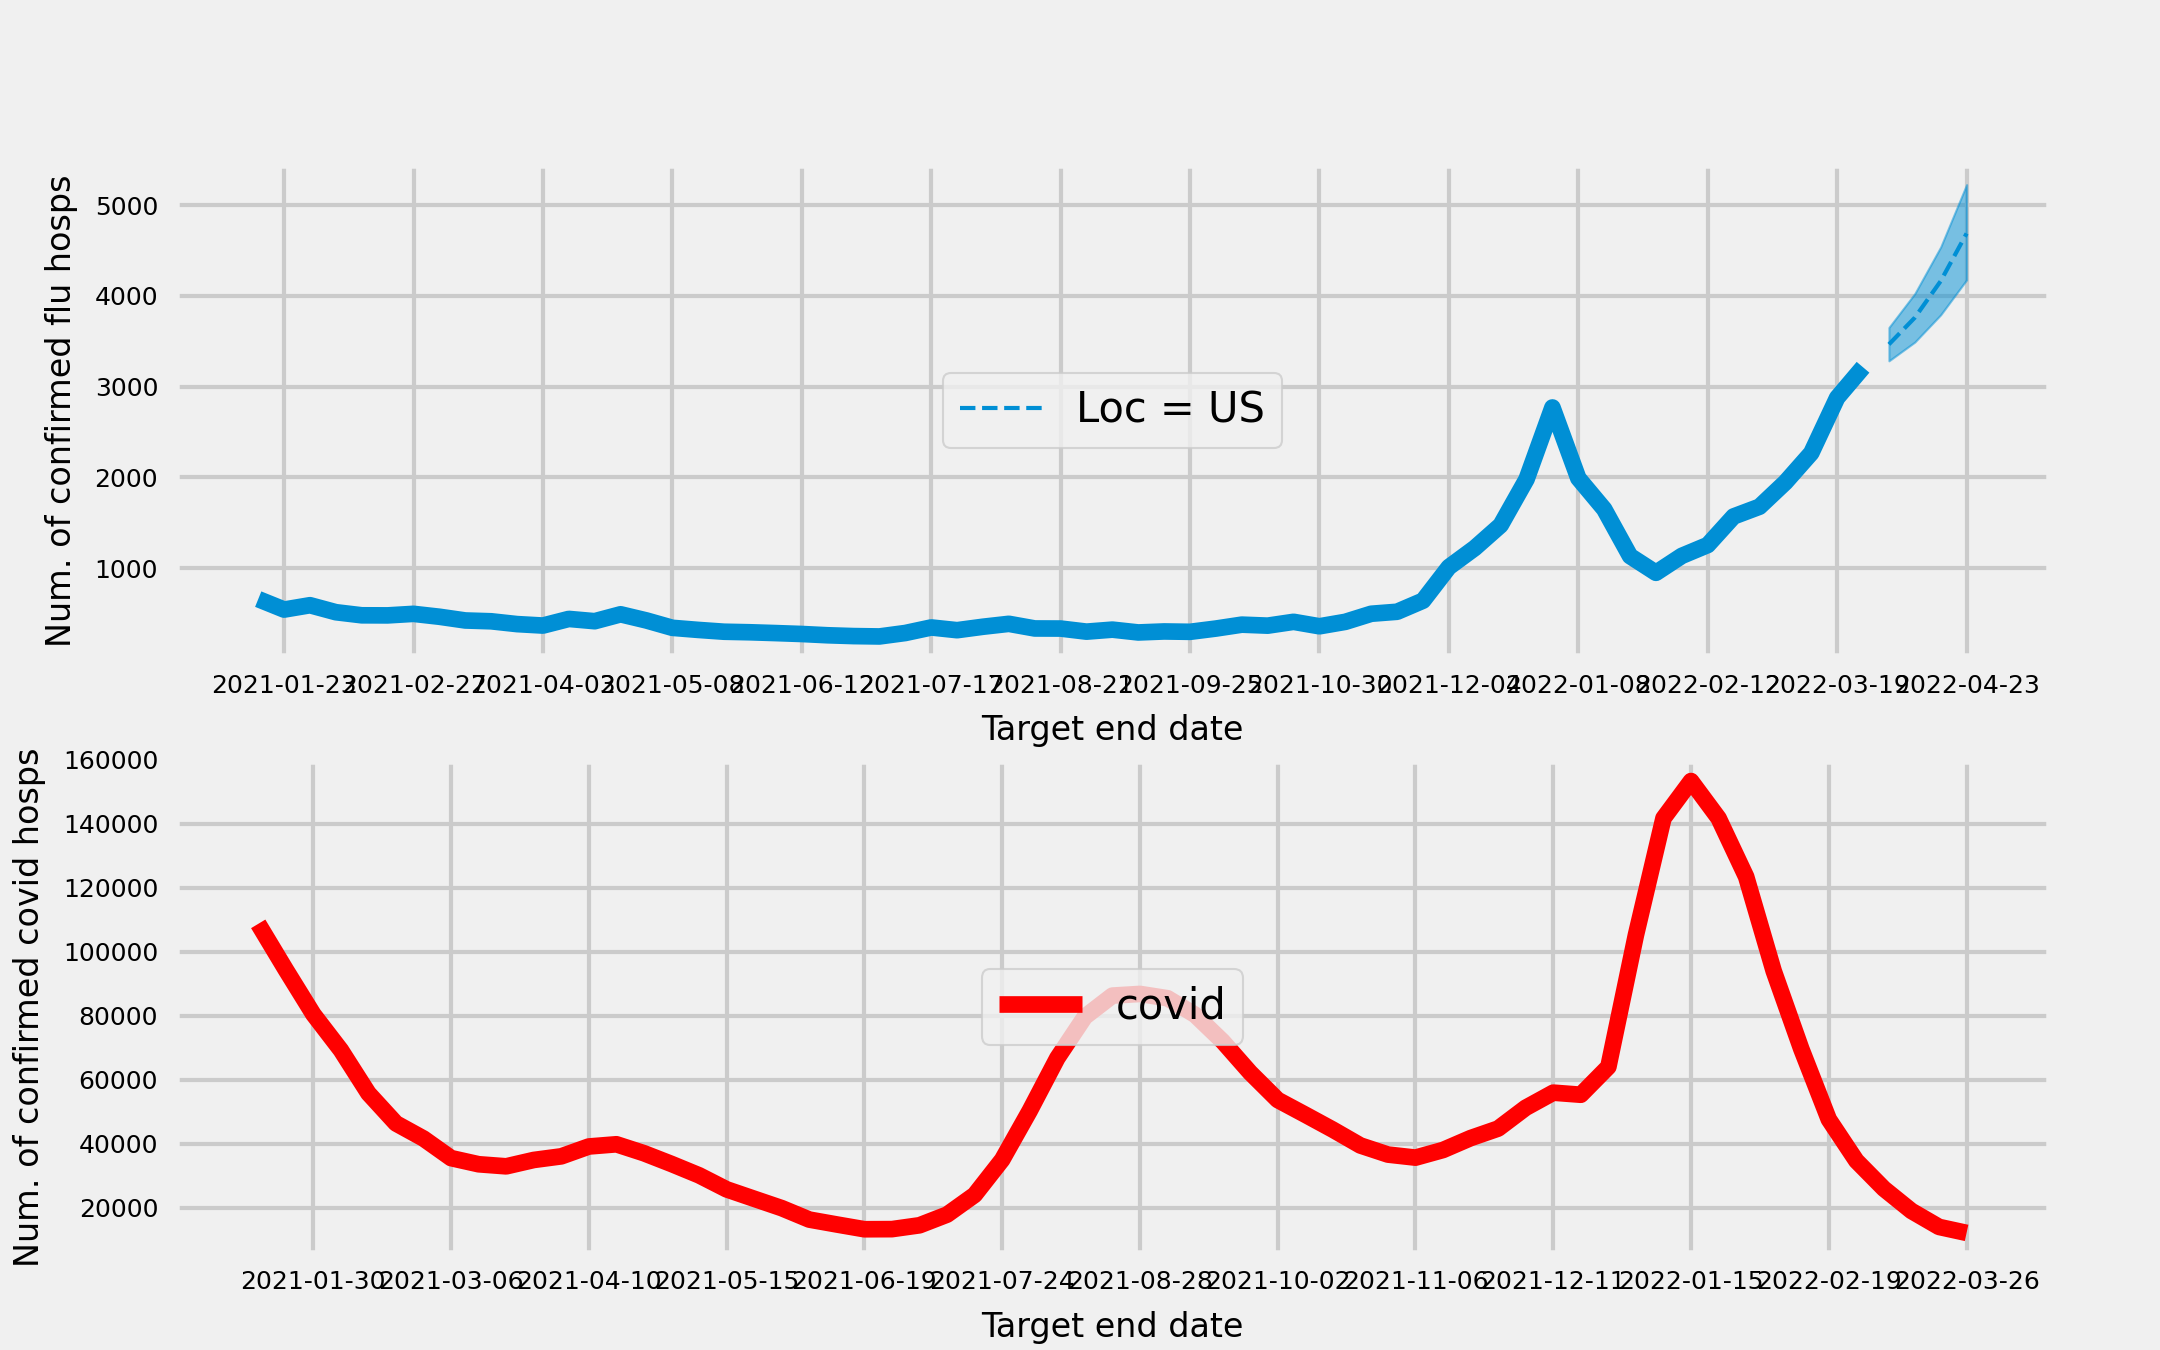 Num. of confirmed flu hosps
5000
4000
3000
2000
1000
Loc = US
2021-01-23 2021-02-27 2021-04-03 2021-05-08 2021-06-12 2021-07-17 2021-08-21 2021-09-25 2021-10-30 2021-12-04 2022-01-08 2022-02-12 2022-03-19 2022-04-23
Target end date
Num. of confirmed covid hosps
160000
140000
120000
100000
80000
60000
40000
20000
covid
2021-01-30 2021-03-06 2021-04-10 2021-05-15 2021-06-19 2021-07-24 2021-08-28 2021-10-02 2021-11-06 2021-12-11 2022-01-15 2022-02-19 2022-03-26
Target end date